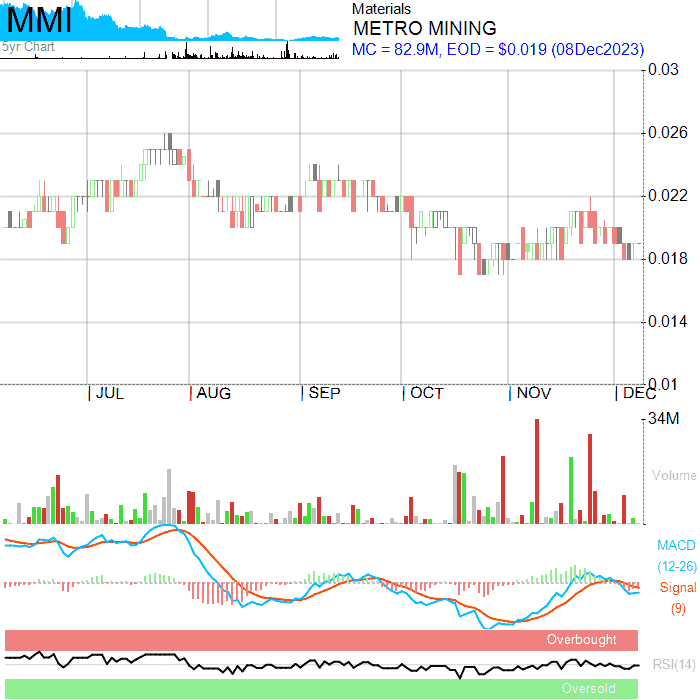 MMI
5yr Chart
Materials
METRO MINING
MC = 82.9M, EOD = $0.019 (08Dec2023)
0.03
0.026
0.022
0.018
0.014
0.01
JUL AUG SEP OCT NOV DEC
34M
Volume
MACD
(12-26)
Signal
(9)
Overbought
RSI(14)
Oversold